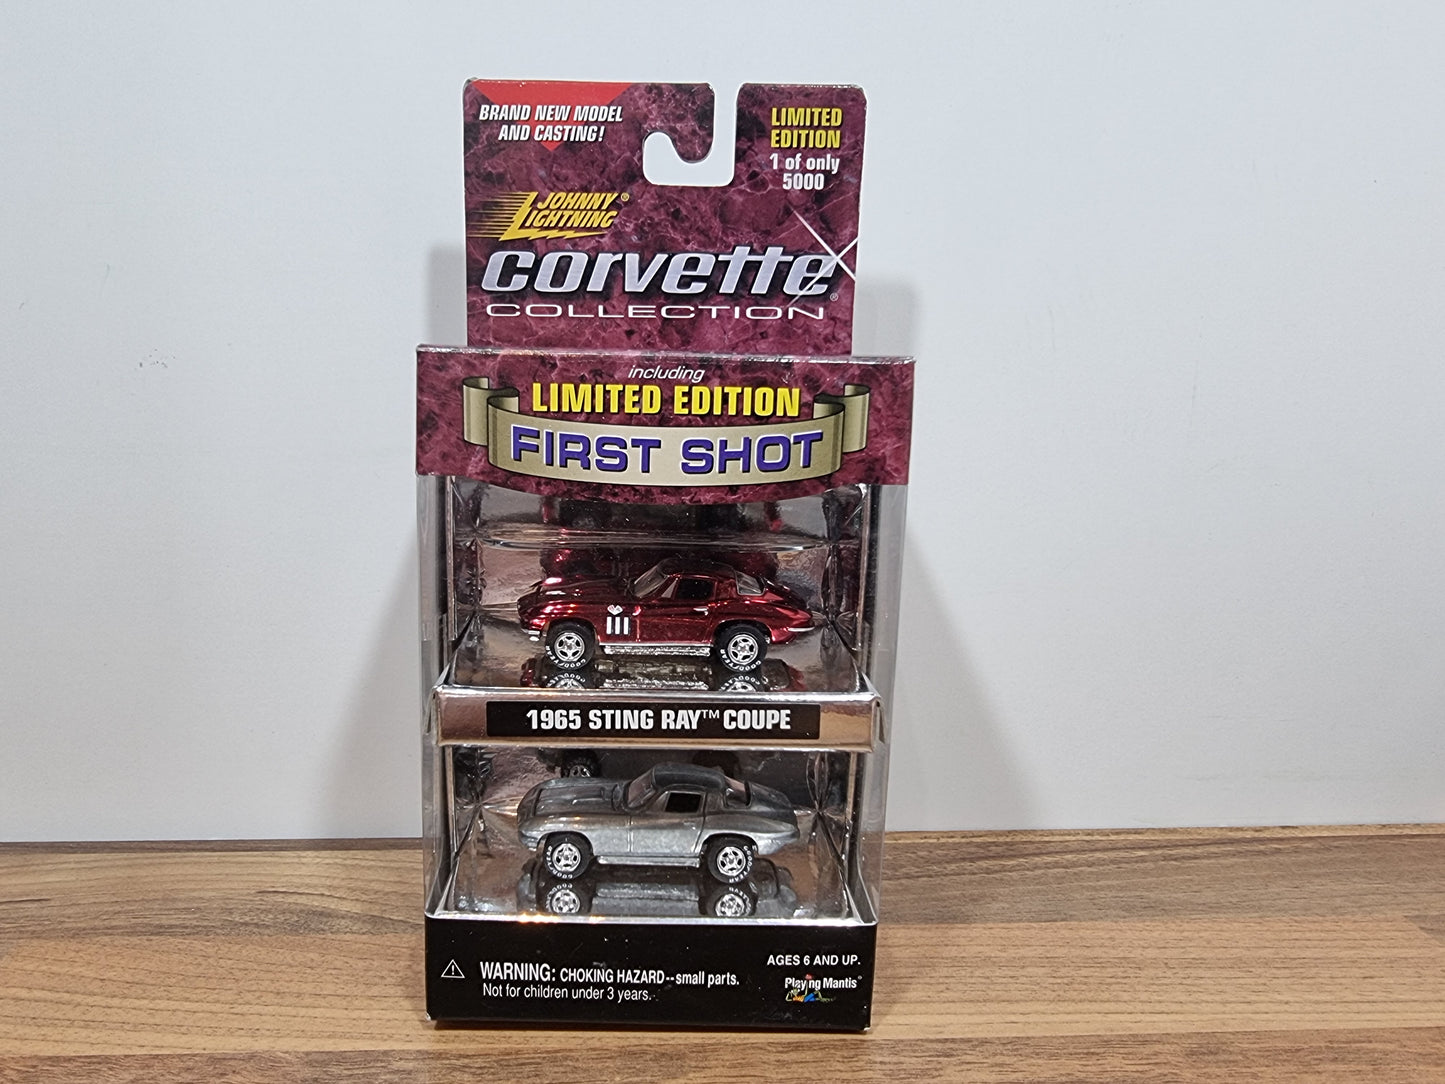 BRAND NEW MODEL
AND CASTING!
LIMITED
EDITION
1 of only
5000
JOHNNY
LIGHTNING®
corvette®
COLLECTION
including
LIMITED EDITION
FIRST SHOT
1965 STING RAY™ COUPE
WARNING: CHOKING HAZARD--small parts.
Not for children under 3 years.
AGES 6 AND UP.
Playing Mantis®